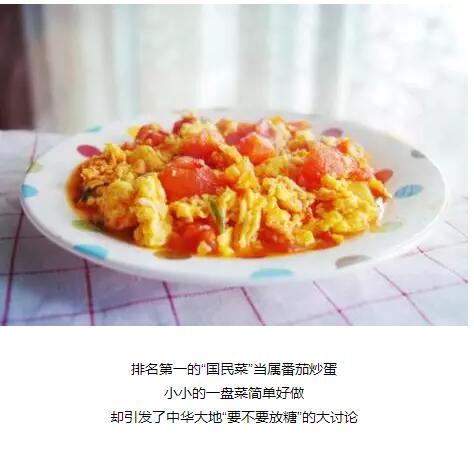 排名第一的“国民菜”当属番茄炒蛋
小小的一盘菜简单好做
却引发了中华大地“要不要放糖”的大讨论